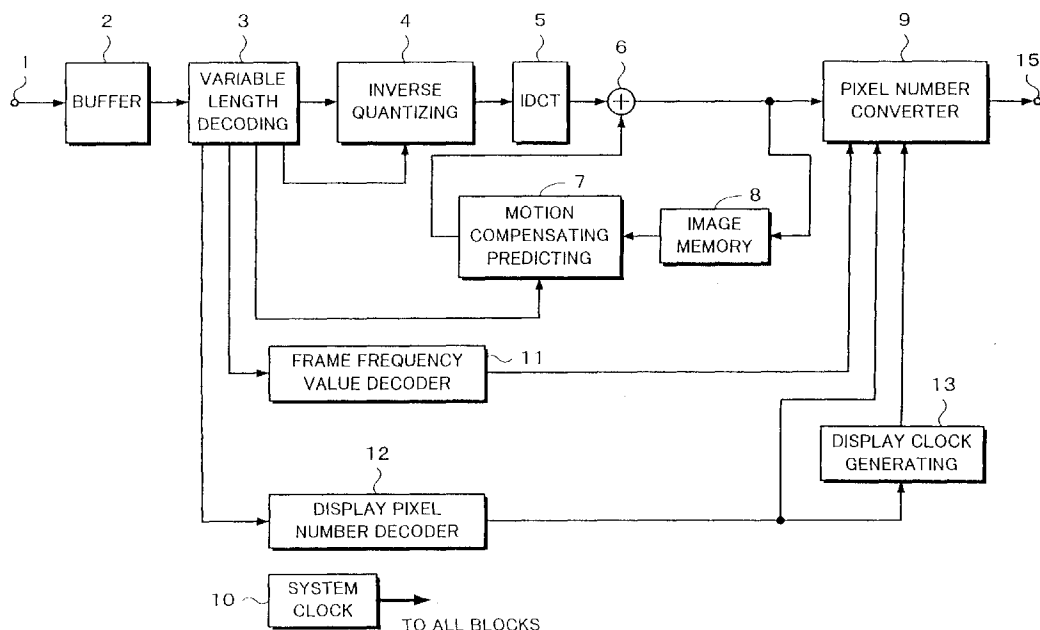 1
2
BUFFER
3
VARIABLE
LENGTH
DECODING
4
INVERSE
QUANTIZING
5
IDCT
6
9
PIXEL NUMBER
CONVERTER
15
7
MOTION
COMPENSATING
PREDICTING
8
IMAGE
MEMORY
FRAME FREQUENCY
VALUE DECODER
11
13
DISPLAY CLOCK
GENERATING
12
DISPLAY PIXEL
NUMBER DECODER
10
SYSTEM
CLOCK
TO ALL BLOCKS